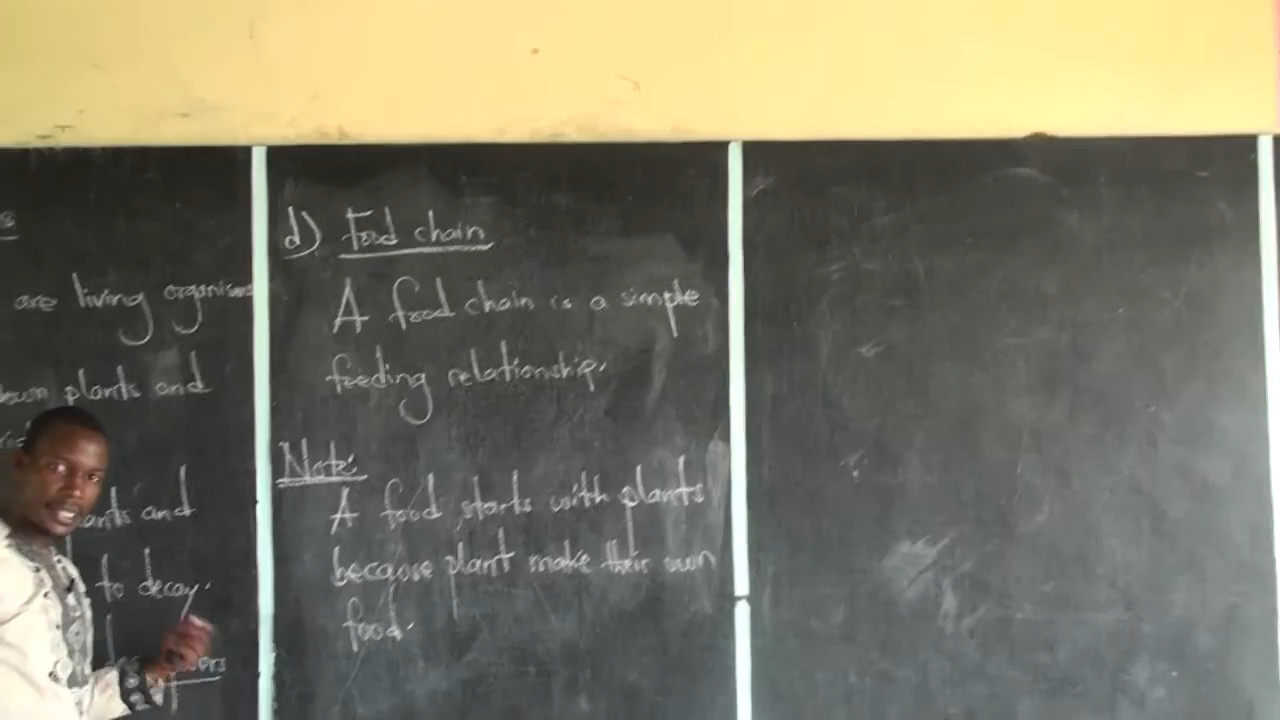 are living organisms
down plants and
and
to decay.
d) Food chain
A food chain is a simple
feeding relationship.
Note
A food starts with plants
because plant make their own
food.